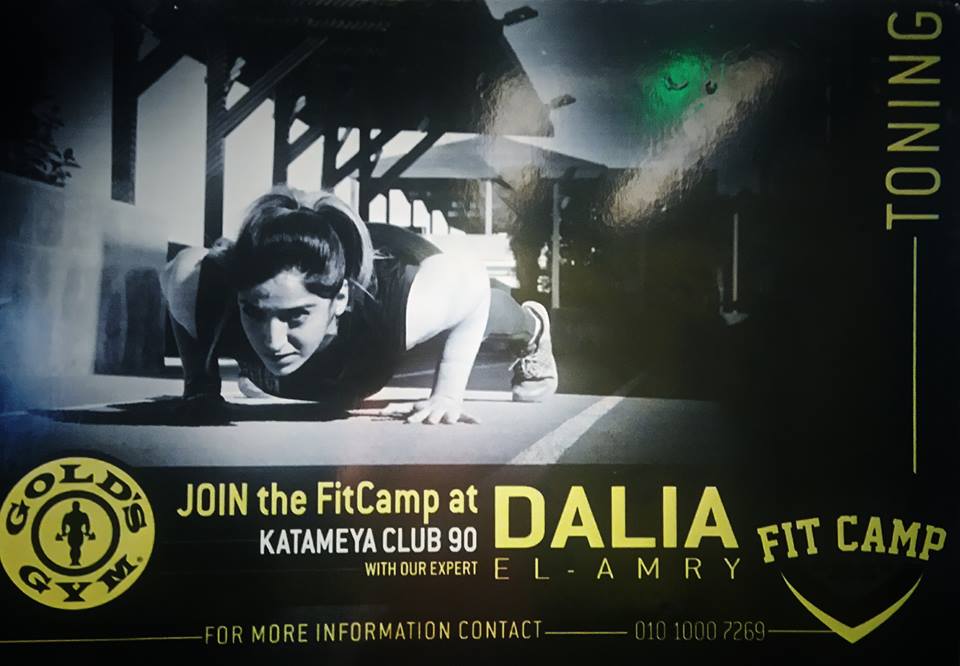 TONING
GOLD'S
GYM
JOIN the FitCamp at
KATAMEYA CLUB 90
WITH OUR EXPERT
DALIA
EL-AMRY
FIT CAMP
FOR MORE INFORMATION CONTACT 010 1000 7269